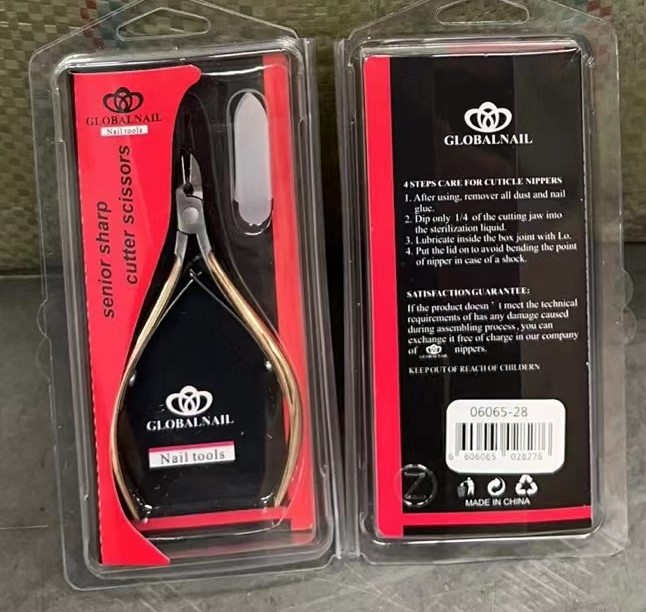 GLOBALNAIL
Nail tools
senior sharp
cutter scissors
GLOBALNAIL
Nail tools
GLOBALNAIL
4 STEPS CARE FOR CUTICLE NIPPERS
1. After using, remover all dust and nail
glue.
2. Dip only 1/4 of the cutting jaw into
the sterilization liquid.
3. Lubricate inside the box joint with Lo.
4. Put the lid on to avoid bending the point
of nipper in case of a shock.
SATISFACTION GUARANTEE:
If the product doesn't meet the technical
requirements of has any damage caused
during assembling process, you can
exchange it free of charge in our company
of GLOBALNAIL nippers.
KEEP OUT OF REACH OF CHILDERN
06065-28
6 606065 028276
MADE IN CHINA